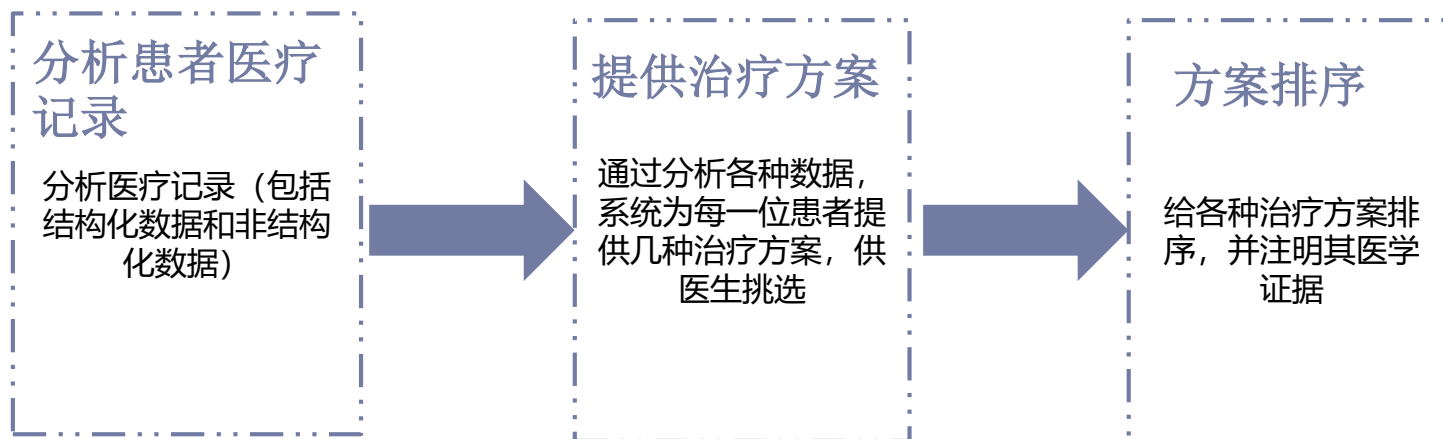 分析患者医疗
记录
分析医疗记录（包括
结构化数据和非结构
化数据）
提供治疗方案
通过分析各种数据，
系统为每一位患者提
供几种治疗方案，供
医生挑选
方案排序
给各种治疗方案排
序，并注明其医学
证据